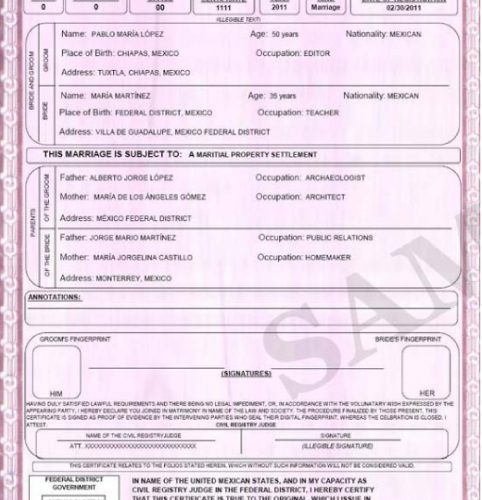 0 0 00 1111 2011 Marriage 02/30/2011
(ILLEGIBLE TEXT)
BRIDE AND GROOM
GROOM
Name: PABLO MARÍA LÓPEZ Age: 50 years Nationality: MEXICAN
Place of Birth: CHIAPAS, MEXICO Occupation: EDITOR
Address: TUXTLA, CHIAPAS, MEXICO
BRIDE
Name: MARÍA MARTÍNEZ Age: 35 years Nationality: MEXICAN
Place of Birth: FEDERAL DISTRICT, MEXICO Occupation: TEACHER
Address: VILLA DE GUADALUPE, MEXICO FEDERAL DISTRICT
THIS MARRIAGE IS SUBJECT TO: A MARITIAL PROPERTY SETTLEMENT
PARENTS
OF THE GROOM
Father: ALBERTO JORGE LÓPEZ Occupation: ARCHAEOLOGIST
Mother: MARÍA DE LOS ÁNGELES GÓMEZ Occupation: ARCHITECT
Address: MÉXICO FEDERAL DISTRICT
OF THE BRIDE
Father: JORGE MARIO MARTÍNEZ Occupation: PUBLIC RELATIONS
Mother: MARÍA JORGELINA CASTILLO Occupation: HOMEMAKER
Address: MONTERREY, MEXICO
ANNOTATIONS:
SAM
GROOM'S FINGERPRINT BRIDE'S FINGERPRINT
(SIGNATURES)
HIM HER
HAVING DULY SATISFIED LAWFUL REQUIREMENTS AND THERE BEING NO LEGAL IMPEDIMENT, OR, IN ACCORDANCE WITH THE VOLUNTARY WISH EXPRESSED BY THE
APPEARING PARTY, I HEREBY DECLARE YOU JOINED IN MATRIMONY IN NAME OF THE LAW AND SOCIETY. THE PROCEDURE FINALIZED BY THOSE PRESENT, THIS
CERTIFICATE IS SIGNED AS PROOF OF EVIDENCE BY THE INTERVENING PARTIES WHO SEAL THEIR DIGITAL FINGERPRINT. WHEREAS THE CELBRATION IS CLOSED, I
ATTEST. CIVIL REGISTRY JUDGE
NAME OF THE CIVIL REGISTRY JUDGE SIGNATURE
ATT. XXXXXXXXXXXXXXXXXXXXXXXXXXXX (ILLEGIBLE SIGNATURE)
THIS CERTIFICATE RELATES TO THE FOLIOS STATED HEREIN, WHICH WITHOUT SUCH INFORMATION WILL NOT BE CONSIDERED VALID.
FEDERAL DISTRICT
GOVERNMENT
IN NAME OF THE UNITED MEXICAN STATES, AND IN MY CAPACITY AS
CIVIL REGISTRY JUDGE IN THE FEDERAL DISTRICT, I HEREBY CERTIFY
THAT THIS CERTIFICATE IS TRUE TO THE ORIGINAL, WHICH I ISSUE IN